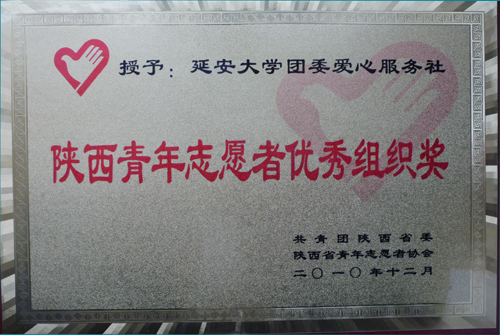 授予：延安大学团委爱心服务社
陕西青年志愿者优秀组织奖
共青团陕西省委
陕西省青年志愿者协会
二〇一〇年十二月